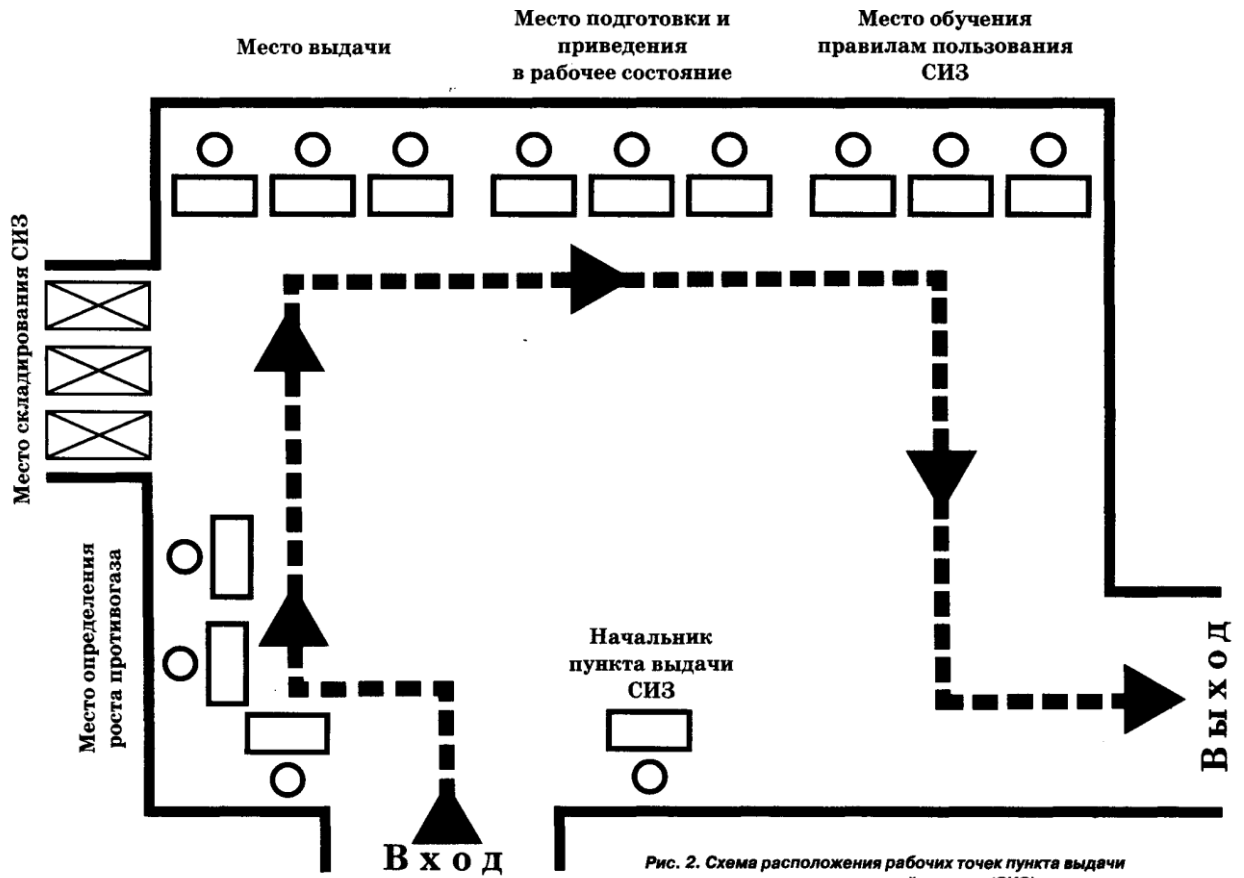 Место выдачи
Место подготовки и
приведения
в рабочее состояние
Место обучения
правилам пользования
СИЗ
Место складирования СИЗ
Место определения
роста противогаза
Начальник
пункта выдачи
СИЗ
Выход
Вход
Рис. 2. Схема расположения рабочих точек пункта выдачи